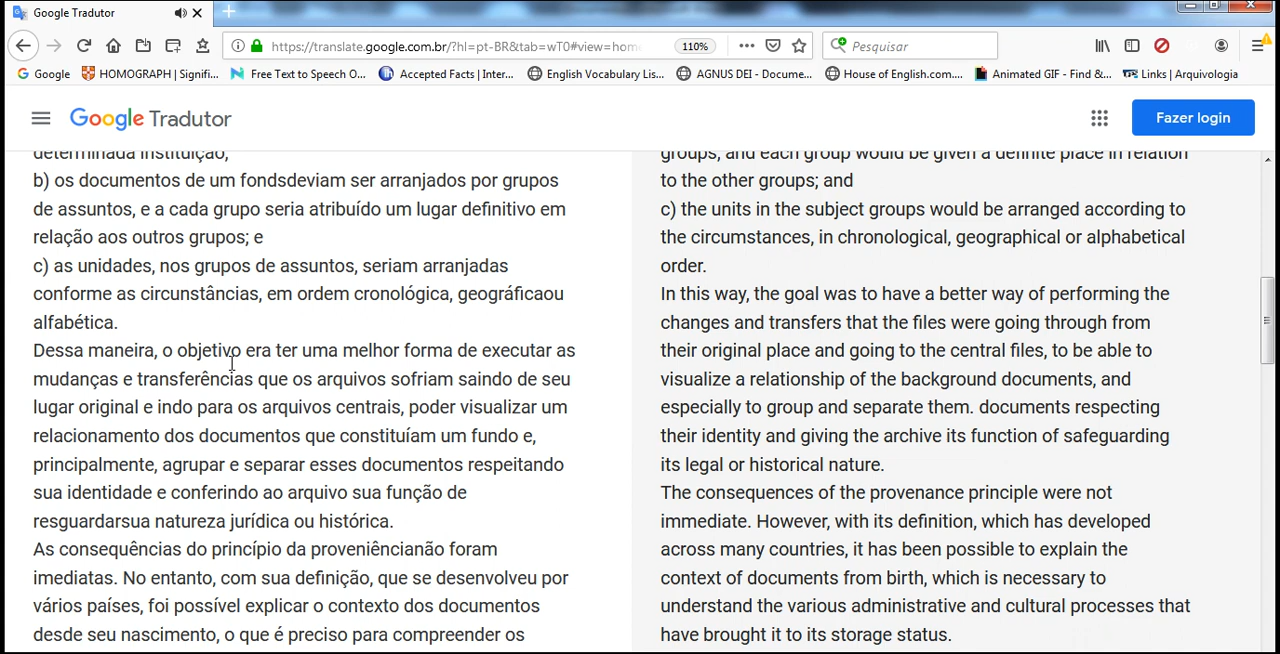 Google Tradutor
https://translate.google.com.br/?hl=pt-BR&tab=wT0#view=hom
110%
Pesquisar
Google
HOMOGRAPH | Signifi...
Free Text to Speech O...
Accepted Facts | Inter...
English Vocabulary Lis...
AGNUS DEI - Docume...
House of English.com....
Animated GIF - Find &...
Links | Arquivologia
Google Tradutor
Fazer login
determinada instituição;
b) os documentos de um fondsdeviam ser arranjados por grupos
de assuntos, e a cada grupo seria atribuído um lugar definitivo em
relação aos outros grupos; e
c) as unidades, nos grupos de assuntos, seriam arranjadas
conforme as circunstâncias, em ordem cronológica, geográficaou
alfabética.
Dessa maneira, o objetivo era ter uma melhor forma de executar as
mudanças e transferências que os arquivos sofriam saindo de seu
lugar original e indo para os arquivos centrais, poder visualizar um
relacionamento dos documentos que constituíam um fundo e,
principalmente, agrupar e separar esses documentos respeitando
sua identidade e conferindo ao arquivo sua função de
resguardarsua natureza jurídica ou histórica.
As consequências do princípio da proveniêncianão foram
imediatas. No entanto, com sua definição, que se desenvolveu por
vários países, foi possível explicar o contexto dos documentos
desde seu nascimento, o que é preciso para compreender os
groups, and each group would be given a definite place in relation
to the other groups; and
c) the units in the subject groups would be arranged according to
the circumstances, in chronological, geographical or alphabetical
order.
In this way, the goal was to have a better way of performing the
changes and transfers that the files were going through from
their original place and going to the central files, to be able to
visualize a relationship of the background documents, and
especially to group and separate them. documents respecting
their identity and giving the archive its function of safeguarding
its legal or historical nature.
The consequences of the provenance principle were not
immediate. However, with its definition, which has developed
across many countries, it has been possible to explain the
context of documents from birth, which is necessary to
understand the various administrative and cultural processes that
have brought it to its storage status.